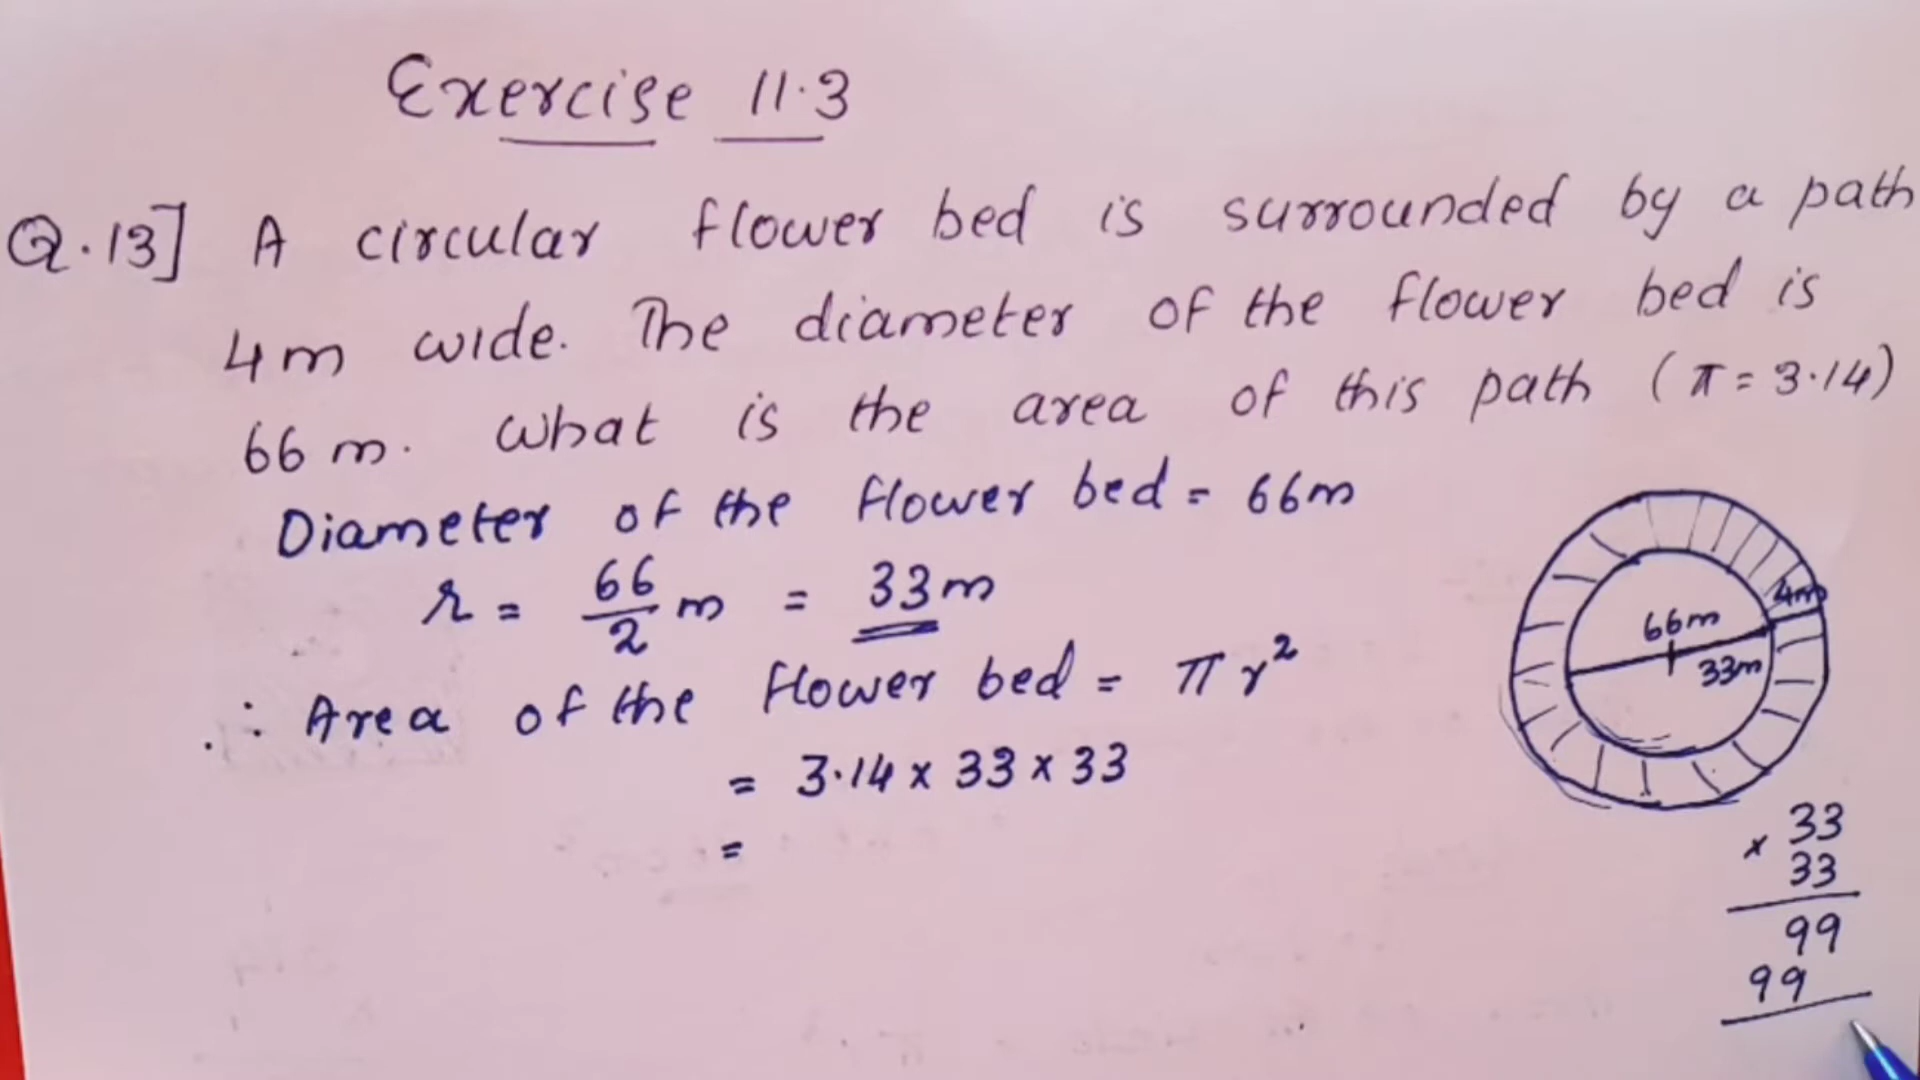 Exercise 11.3
Q.13] A circular flower bed is surrounded by a path
4m wide. The diameter of the flower bed is
66 m. What is the area of this path (π = 3.14)
Diameter of the flower bed = 66m
r = 66/2 m = 33m
∴ Area of the flower bed = πr²
= 3.14 x 33 x 33
=
4m
66m
33m
33
x 33
99
99